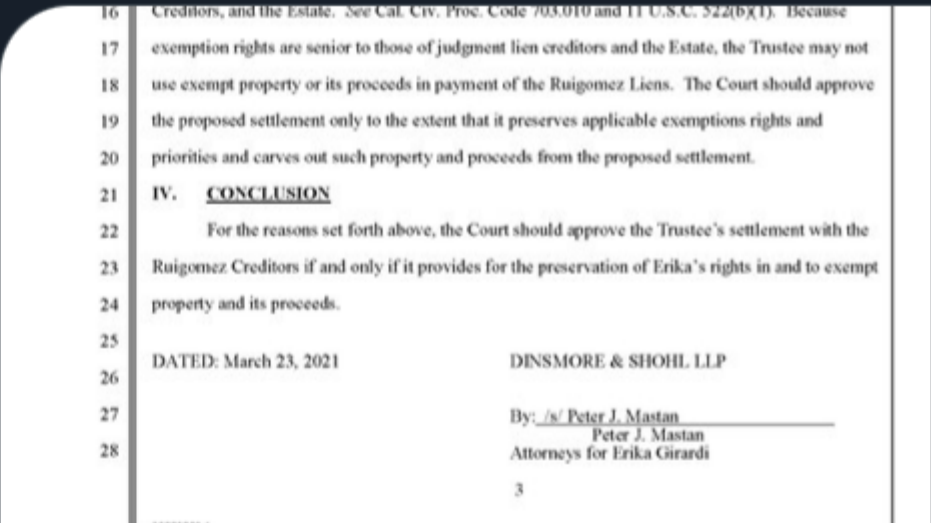 16 Creditors, and the Estate. See Cal. Civ. Proc. Code 703.010 and 11 U.S.C. 522(b)(1). Because
17 exemption rights are senior to those of judgment lien creditors and the Estate, the Trustee may not
18 use exempt property or its proceeds in payment of the Ruigomez Liens. The Court should approve
19 the proposed settlement only to the extent that it preserves applicable exemptions rights and
20 priorities and carves out such property and proceeds from the proposed settlement.
21 IV. CONCLUSION
22 For the reasons set forth above, the Court should approve the Trustee's settlement with the
23 Ruigomez Creditors if and only if it provides for the preservation of Erika's rights in and to exempt
24 property and its proceeds.
25
DATED: March 23, 2021 DINSMORE & SHOHL LLP
26
27 By: /s/ Peter J. Mastan
Peter J. Mastan
28 Attorneys for Erika Girardi
3